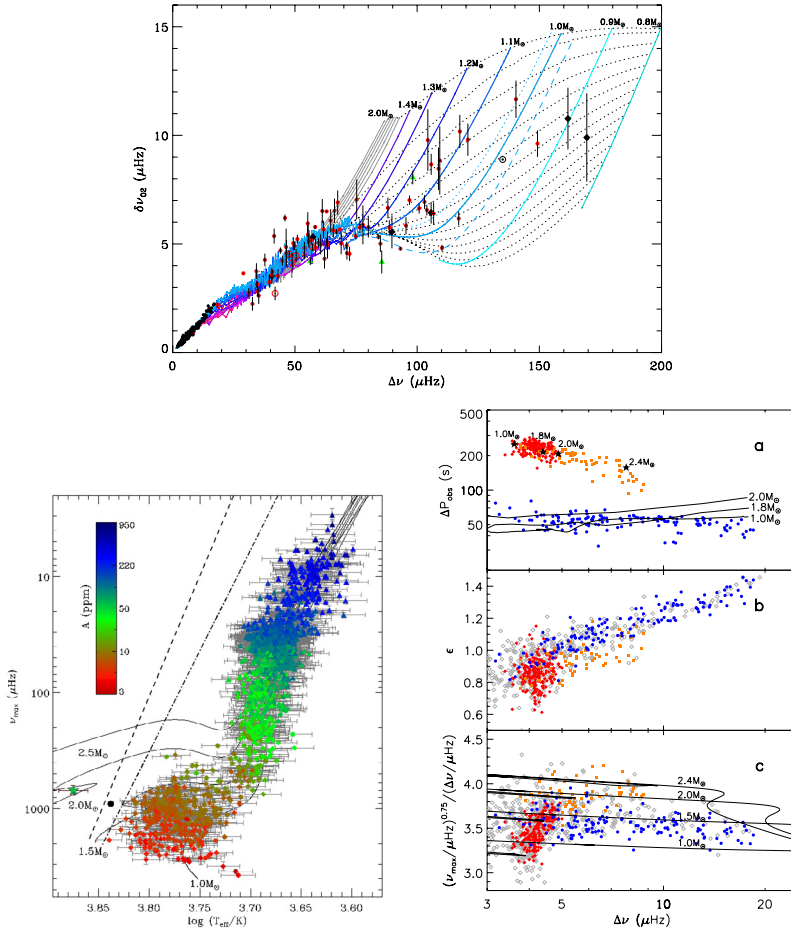 15
10
5
0
δν₀₂ (μHz)
2.0M⊙
1.4M⊙
1.3M⊙
1.2M⊙
1.1M⊙
1.0M⊙
0.9M⊙
0.8M⊙
0 50 100 150 200
Δν (μHz)
ν_max (μHz)
10
100
1000
A (ppm)
950
220
50
10
3
2.5M⊙
2.0M⊙
1.5M⊙
1.0M⊙
3.85 3.80 3.75 3.70 3.65 3.60
log (T_eff/K)
a
ΔP_obs (s)
500
200
100
50
1.0M⊙
1.8M⊙
2.0M⊙
2.4M⊙
2.0M⊙
1.8M⊙
1.0M⊙
b
ε
1.4
1.2
1.0
0.8
0.6
c
(ν_max/μHz)^0.75/(Δν/μHz)
4.5
4.0
3.5
3.0
2.4M⊙
2.0M⊙
1.5M⊙
1.0M⊙
3 5 10 20
Δν (μHz)